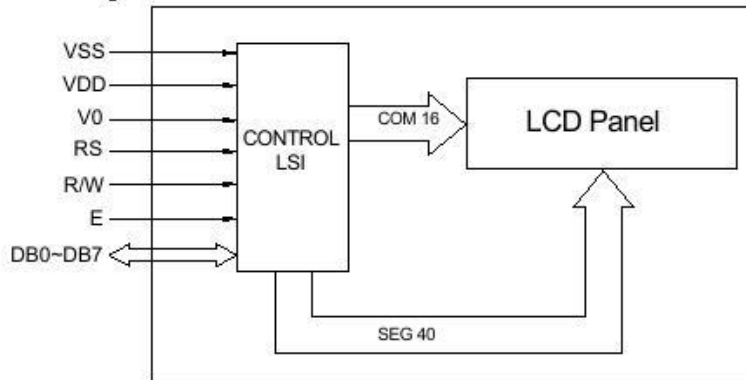 VSS
VDD
V0
RS
R/W
E
DB0~DB7
CONTROL
LSI
COM 16
LCD Panel
SEG 40